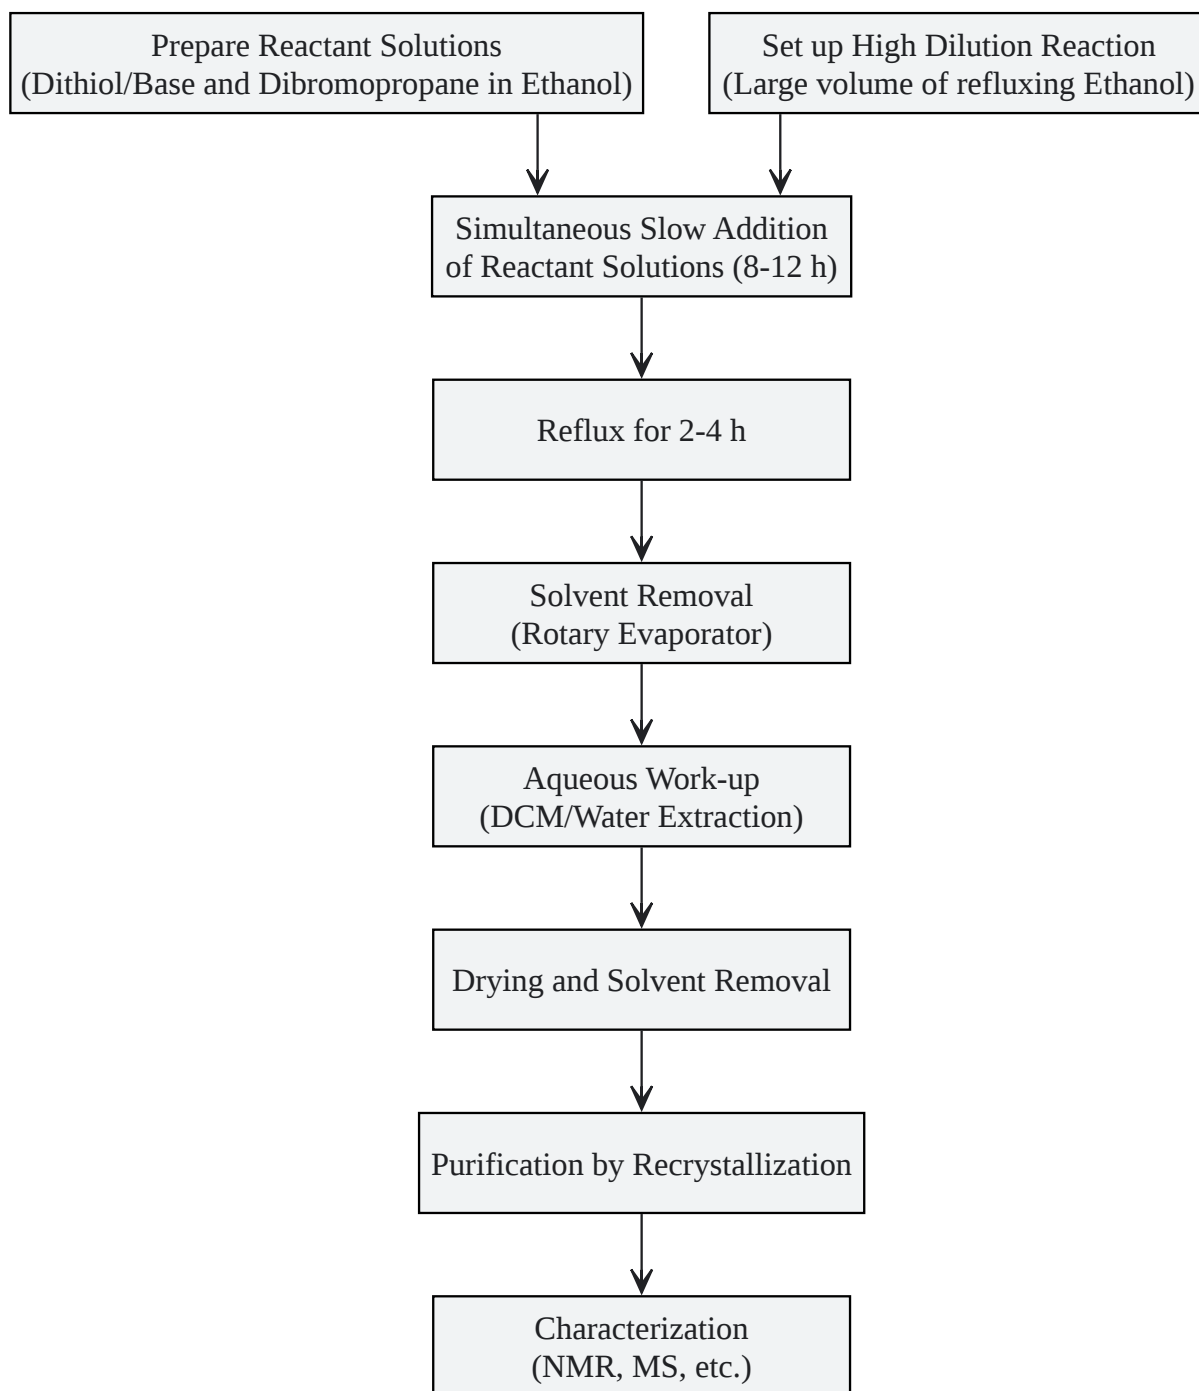 Prepare Reactant Solutions
(Dithiol/Base and Dibromopropane in Ethanol)
Set up High Dilution Reaction
(Large volume of refluxing Ethanol)
Simultaneous Slow Addition
of Reactant Solutions (8-12 h)
Reflux for 2-4 h
Solvent Removal
(Rotary Evaporator)
Aqueous Work-up
(DCM/Water Extraction)
Drying and Solvent Removal
Purification by Recrystallization
Characterization
(NMR, MS, etc.)